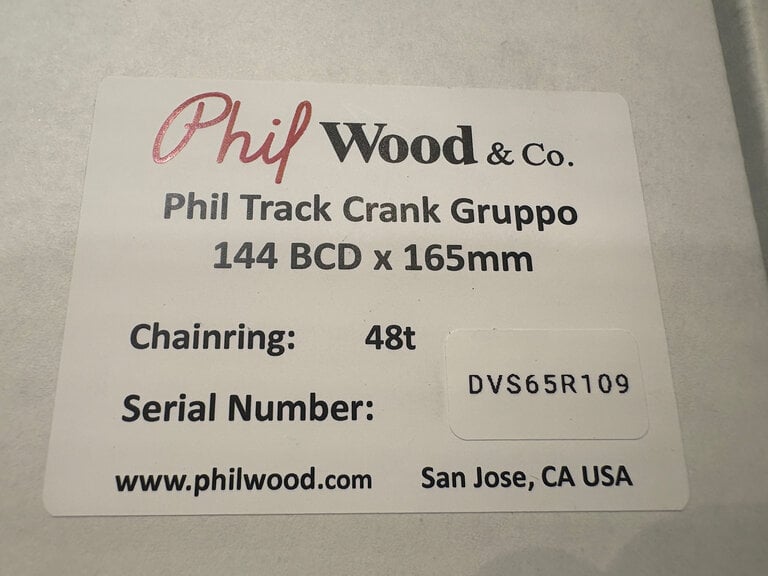 Phil Wood & Co.
Phil Track Crank Gruppo
144 BCD x 165mm
Chainring: 48t
Serial Number: DVS65R109
www.philwood.com San Jose, CA USA